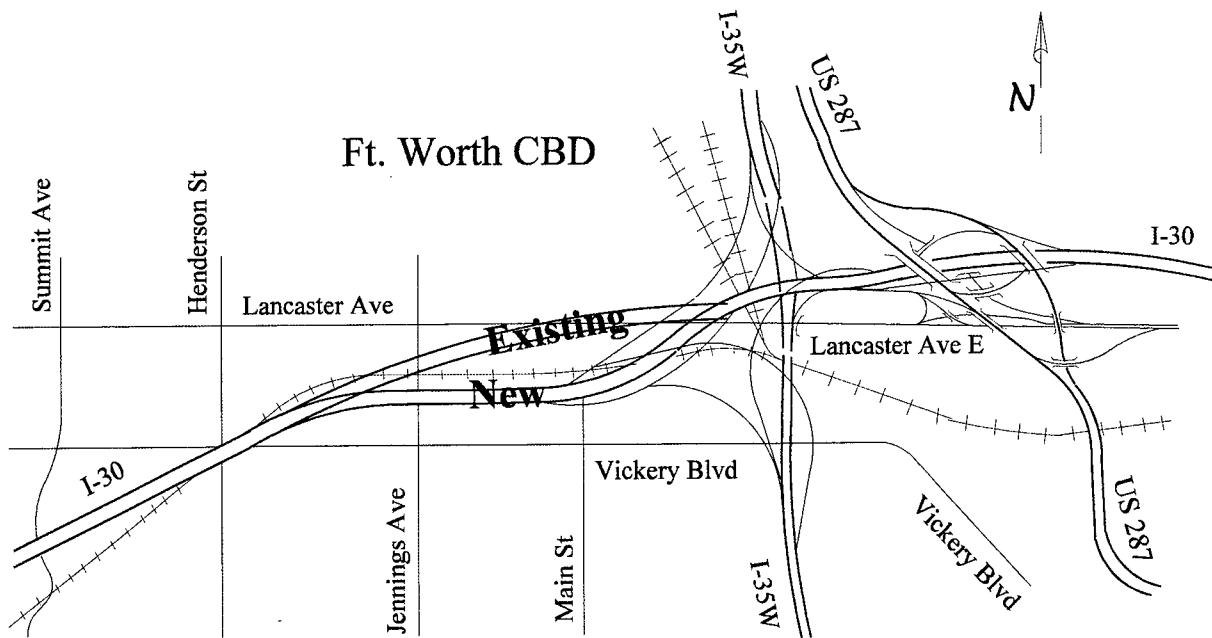 I-35W
US 287
N
Ft. Worth CBD
Summit Ave
Henderson St
I-30
Lancaster Ave
Existing
Lancaster Ave E
New
I-30
Vickery Blvd
Jennings Ave
Main St
I-35W
Vickery Blvd
US 287